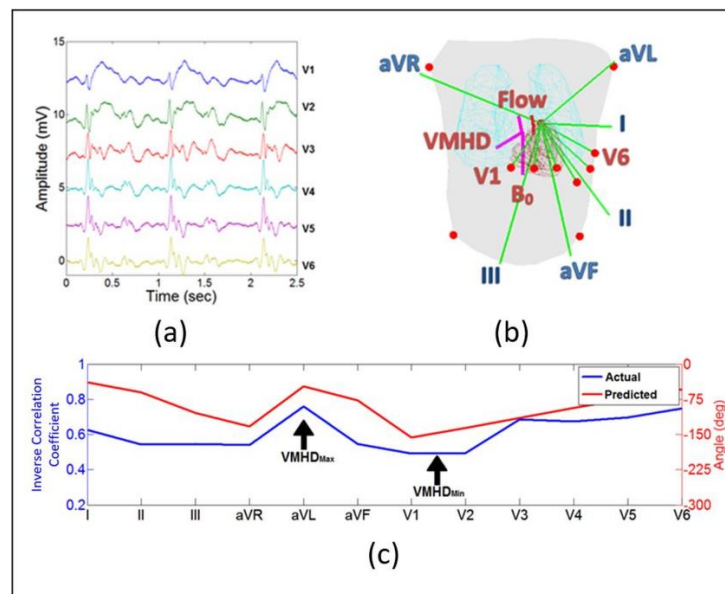 V1
V2
V3
V4
V5
V6
Amplitude (mV)
15
10
5
0
0 0.5 1 1.5 2 2.5
Time (sec)
(a)
(b)
aVR
aVL
Flow
I
VMHD
V6
V1
B0
II
III
aVF
Inverse Correlation
Coefficient
1
0.8
0.6
0.4
0.2
Actual
Predicted
VMHDMax
VMHDMin
0
-75
-150
-225
-300
Angle (deg)
I II III aVR aVL aVF V1 V2 V3 V4 V5 V6
(c)